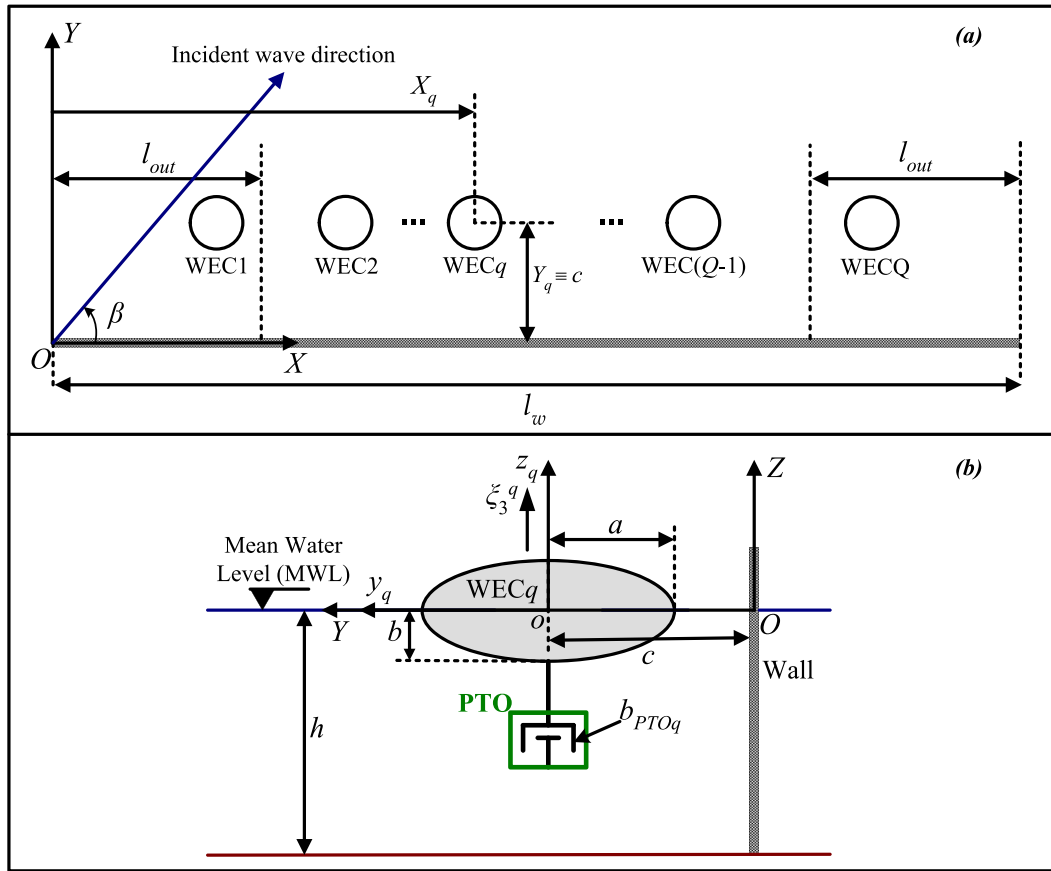 (a)
Y
Incident wave direction
X_q
l_out
l_out
WEC1
WEC2
...
WECq
...
WEC(Q-1)
WECQ
Y_q ≡ c
β
O
X
l_w
(b)
z_q
Z
ξ_3^q
a
Mean Water
Level (MWL)
WECq
y_q
Y
b
o
O
c
Wall
PTO
b_PTOq
h